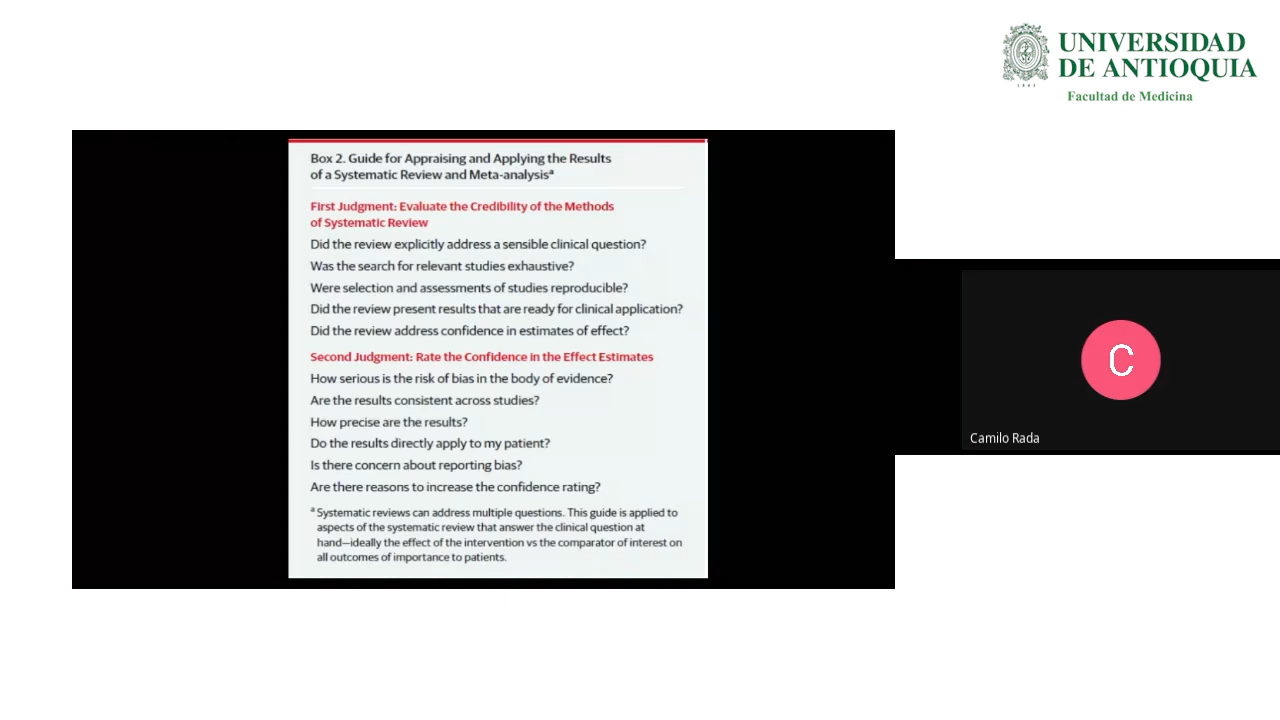 UNIVERSIDAD
DE ANTIOQUIA
1803
Facultad de Medicina
Box 2. Guide for Appraising and Applying the Results
of a Systematic Review and Meta-analysisª
First Judgment: Evaluate the Credibility of the Methods
of Systematic Review
Did the review explicitly address a sensible clinical question?
Was the search for relevant studies exhaustive?
Were selection and assessments of studies reproducible?
Did the review present results that are ready for clinical application?
Did the review address confidence in estimates of effect?
Second Judgment: Rate the Confidence in the Effect Estimates
How serious is the risk of bias in the body of evidence?
Are the results consistent across studies?
How precise are the results?
Do the results directly apply to my patient?
Is there concern about reporting bias?
Are there reasons to increase the confidence rating?
ª Systematic reviews can address multiple questions. This guide is applied to
aspects of the systematic review that answer the clinical question at
hand—ideally the effect of the intervention vs the comparator of interest on
all outcomes of importance to patients.
C
Camilo Rada